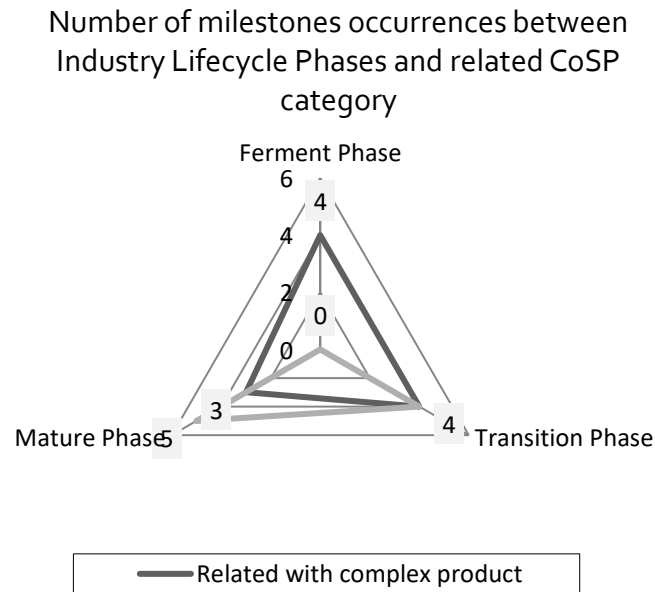 Number of milestones occurrences between
Industry Lifecycle Phases and related CoSP
category
Ferment Phase
6
4
4
2
0
0
3
4
Mature Phase
5
Transition Phase
Related with complex product